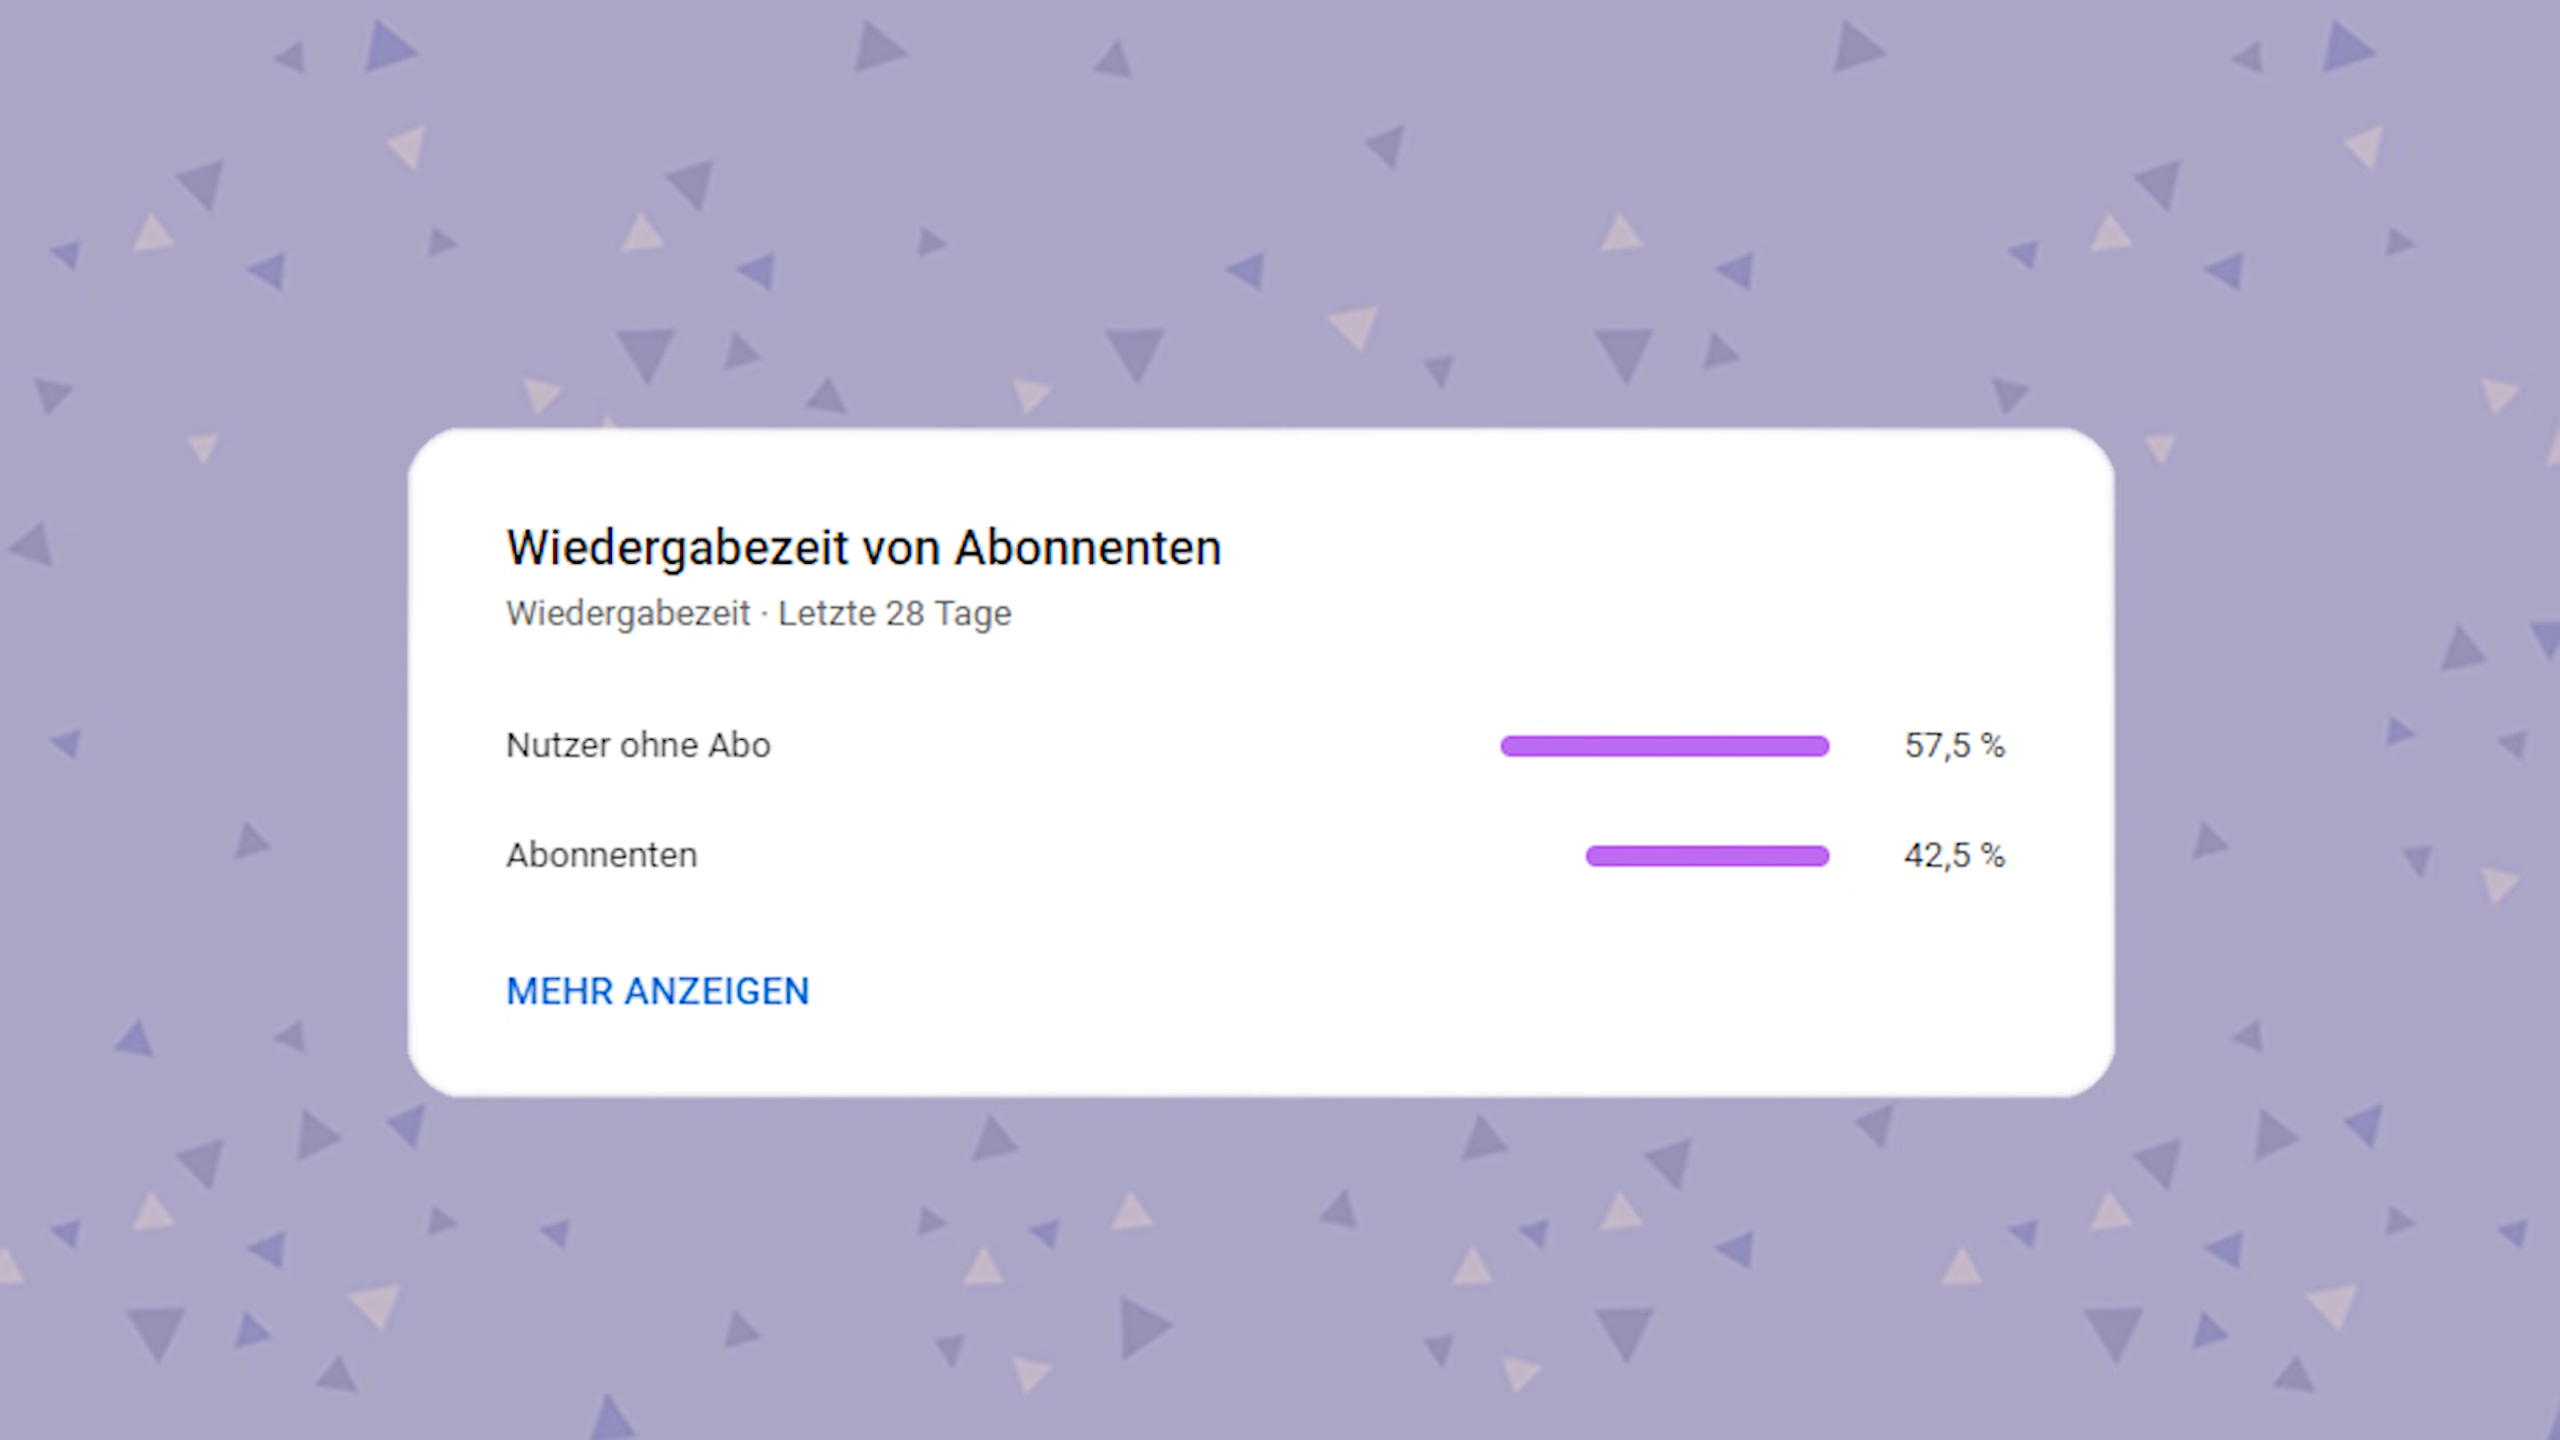 Wiedergabezeit von Abonnenten
Wiedergabezeit · Letzte 28 Tage
Nutzer ohne Abo 57,5 %
Abonnenten 42,5 %
MEHR ANZEIGEN